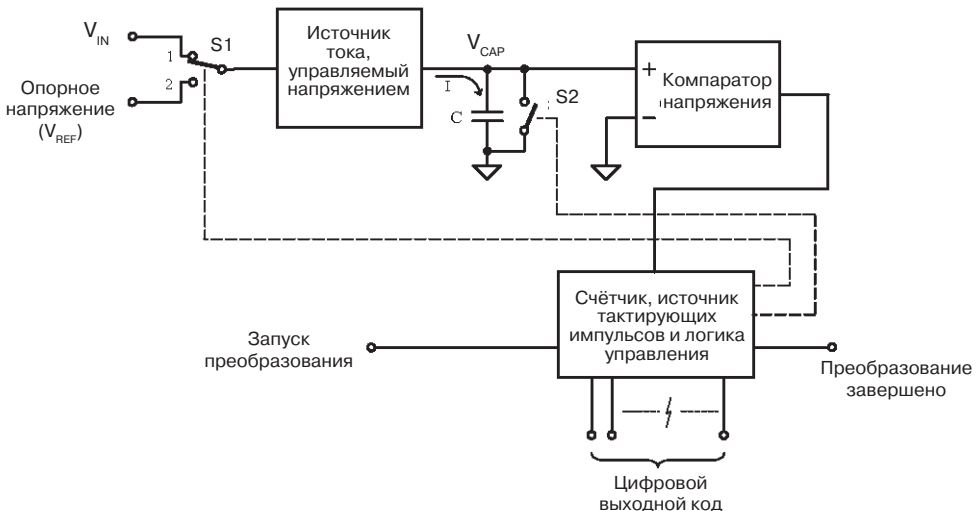 V_IN
1
S1
2
Опорное
напряжение
(V_REF)
Источник
тока,
управляемый
напряжением
V_CAP
I
C
S2
+
−
Компаратор
напряжения
Счётчик, источник
тактирующих
импульсов и логика
управления
Запуск
преобразования
Преобразование
завершено
Цифровой
выходной код